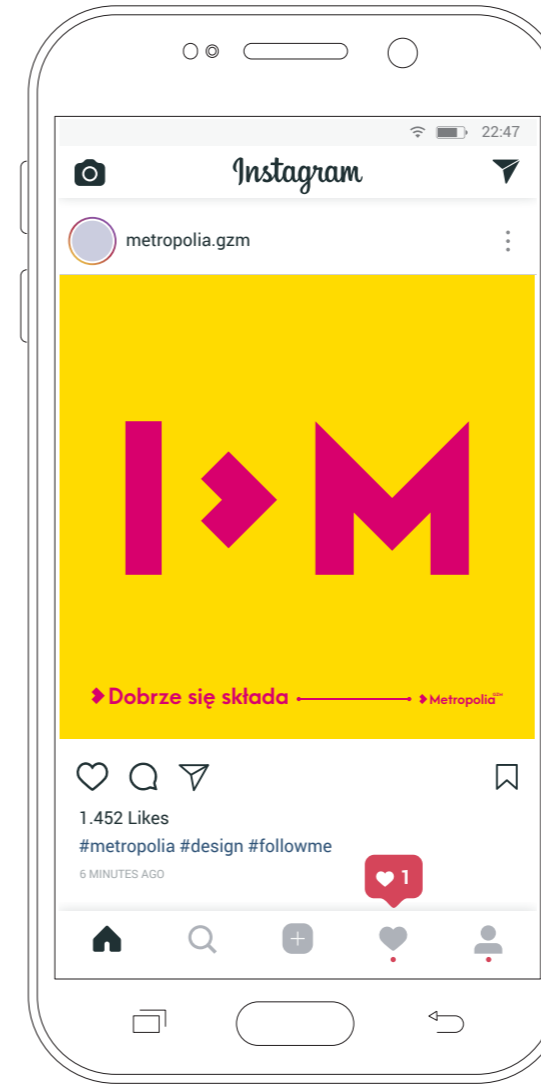 22:47
Instagram
metropolia.gzm
I M
Dobrze się składa
Metropolia GZM
1.452 Likes
#metropolia #design #followme
6 MINUTES AGO
1